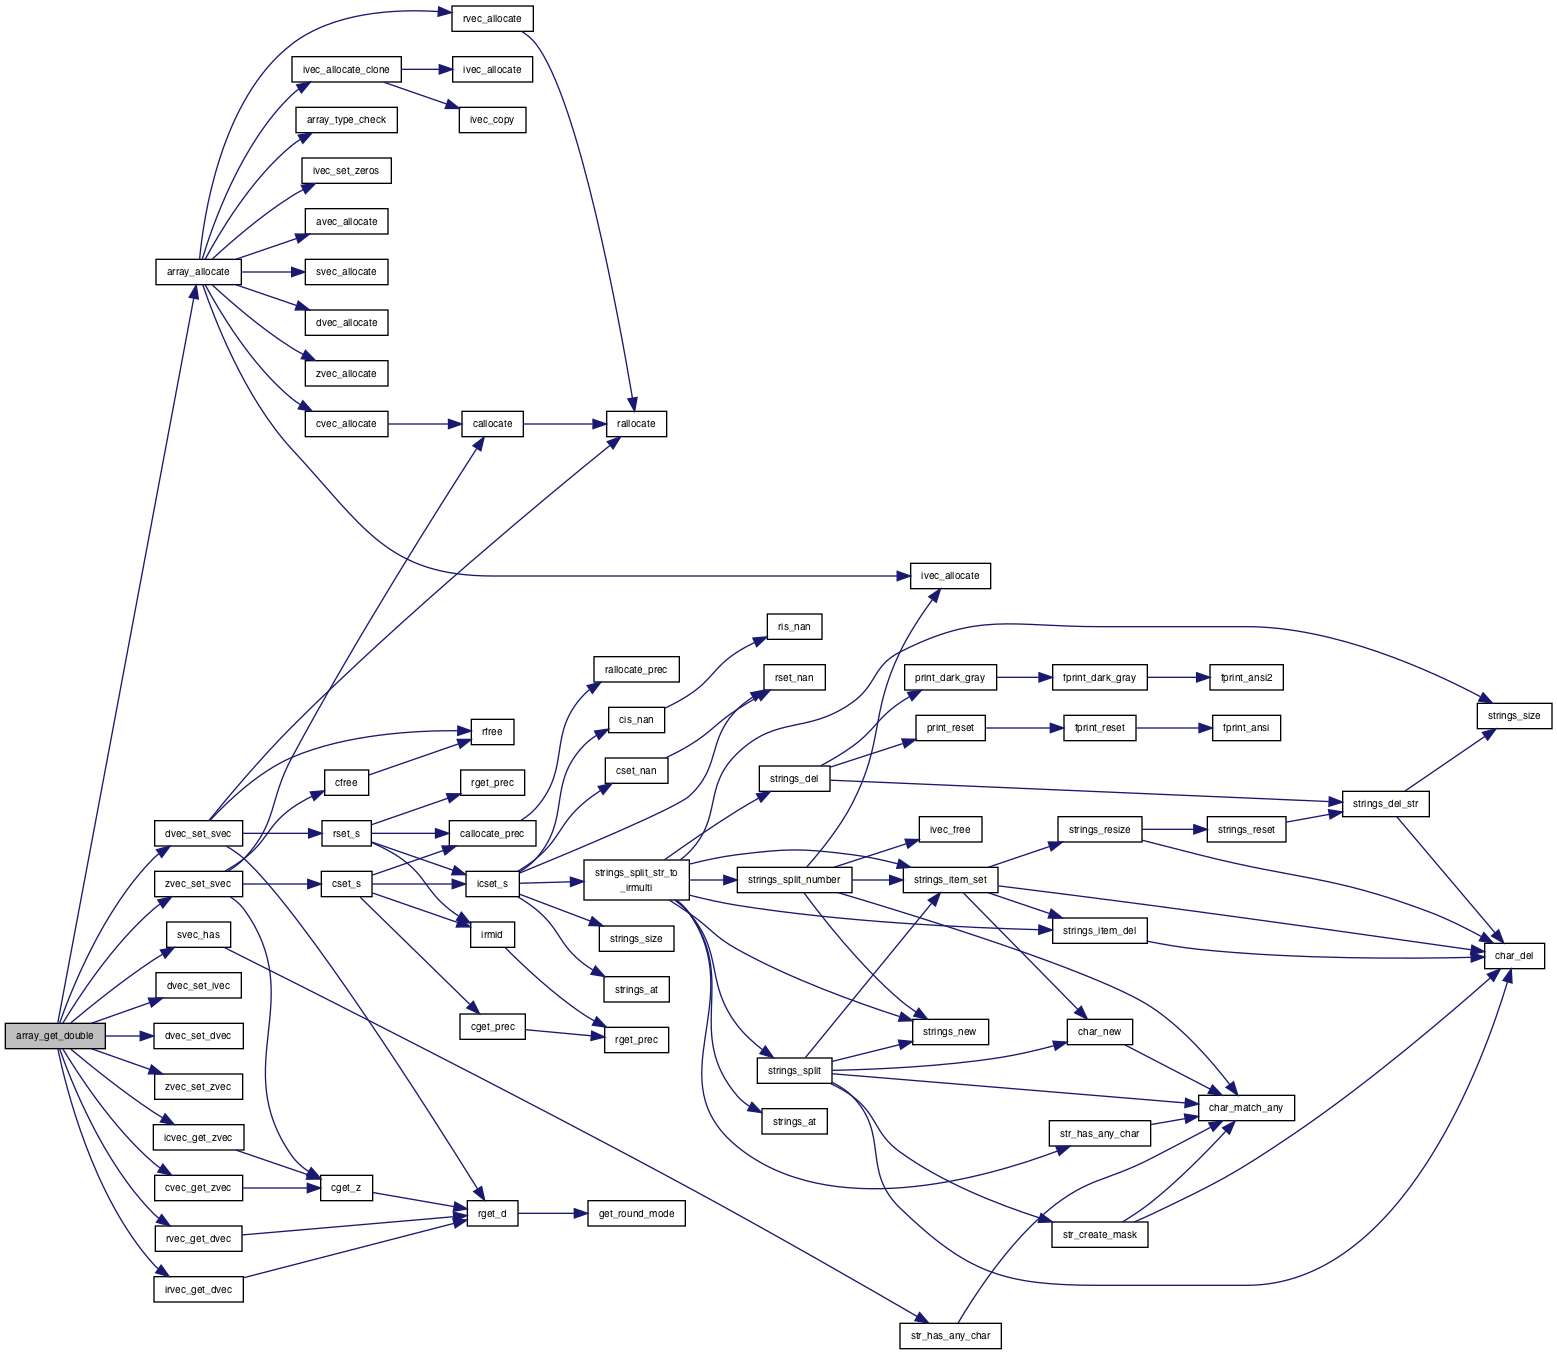 rvec_allocate
ivec_allocate_clone
ivec_allocate
array_type_check
ivec_copy
ivec_set_zeros
avec_allocate
array_allocate
svec_allocate
dvec_allocate
zvec_allocate
cvec_allocate
callocate
rallocate
ivec_allocate
ris_nan
rallocate_prec
rset_nan
print_dark_gray
fprint_dark_gray
fprint_ansi2
cis_nan
strings_size
rfree
print_reset
fprint_reset
fprint_ansi
cset_nan
strings_del
cfree
rget_prec
strings_del_str
dvec_set_svec
rset_s
callocate_prec
ivec_free
strings_resize
strings_reset
zvec_set_svec
cset_s
icset_s
strings_split_str_to
_irmulti
strings_split_number
strings_item_set
svec_has
irmid
strings_size
strings_item_del
char_del
dvec_set_ivec
strings_at
array_get_double
dvec_set_dvec
cget_prec
rget_prec
strings_new
char_new
zvec_set_zvec
strings_split
char_match_any
icvec_get_zvec
strings_at
str_has_any_char
cvec_get_zvec
cget_z
rget_d
get_round_mode
rvec_get_dvec
str_create_mask
irvec_get_dvec
str_has_any_char